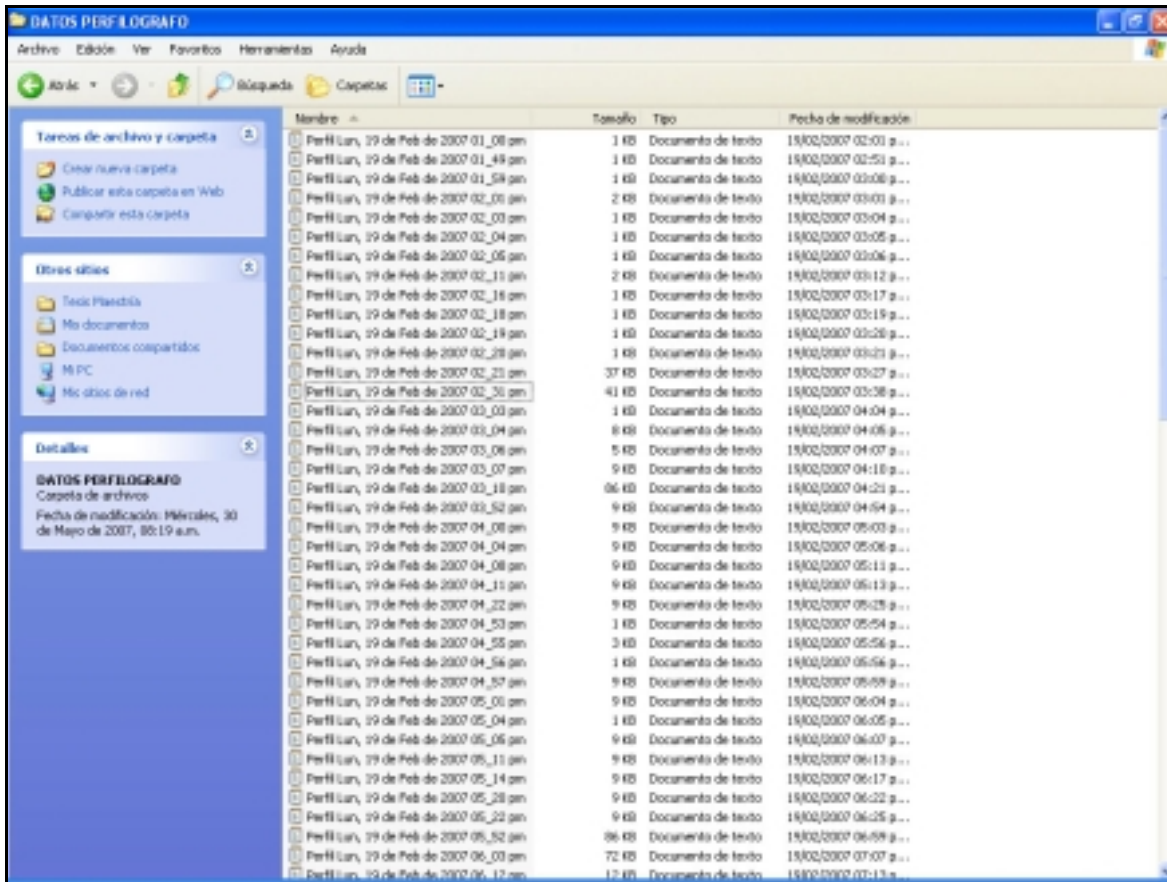 DATOS PERFILOGRAFO
Archivo Edición Ver Favoritos Herramientas Ayuda
Atrás Búsqueda Carpetas
Tareas de archivo y carpeta
Crear nueva carpeta
Publicar esta carpeta en Web
Compartir esta carpeta
Otros sitios
Tesis Maestría
Mis documentos
Documentos compartidos
Mi PC
Mis sitios de red
Detalles
DATOS PERFILOGRAFO
Carpeta de archivos
Fecha de modificación: Miércoles, 30
de Mayo de 2007, 08:19 a.m.
Nombre Tamaño Tipo Fecha de modificación
Perfil Lun, 19 de Feb de 2007 01_00 pm 1 KB Documento de texto 19/02/2007 02:01 p...
Perfil Lun, 19 de Feb de 2007 01_49 pm 1 KB Documento de texto 19/02/2007 02:51 p...
Perfil Lun, 19 de Feb de 2007 01_59 pm 1 KB Documento de texto 19/02/2007 03:00 p...
Perfil Lun, 19 de Feb de 2007 02_01 pm 2 KB Documento de texto 19/02/2007 03:01 p...
Perfil Lun, 19 de Feb de 2007 02_03 pm 1 KB Documento de texto 19/02/2007 03:04 p...
Perfil Lun, 19 de Feb de 2007 02_04 pm 1 KB Documento de texto 19/02/2007 03:05 p...
Perfil Lun, 19 de Feb de 2007 02_05 pm 1 KB Documento de texto 19/02/2007 03:06 p...
Perfil Lun, 19 de Feb de 2007 02_11 pm 2 KB Documento de texto 19/02/2007 03:12 p...
Perfil Lun, 19 de Feb de 2007 02_16 pm 1 KB Documento de texto 19/02/2007 03:17 p...
Perfil Lun, 19 de Feb de 2007 02_18 pm 1 KB Documento de texto 19/02/2007 03:19 p...
Perfil Lun, 19 de Feb de 2007 02_19 pm 1 KB Documento de texto 19/02/2007 03:20 p...
Perfil Lun, 19 de Feb de 2007 02_20 pm 1 KB Documento de texto 19/02/2007 03:21 p...
Perfil Lun, 19 de Feb de 2007 02_21 pm 37 KB Documento de texto 19/02/2007 03:27 p...
Perfil Lun, 19 de Feb de 2007 02_31 pm 41 KB Documento de texto 19/02/2007 03:38 p...
Perfil Lun, 19 de Feb de 2007 03_03 pm 1 KB Documento de texto 19/02/2007 04:04 p...
Perfil Lun, 19 de Feb de 2007 03_04 pm 8 KB Documento de texto 19/02/2007 04:05 p...
Perfil Lun, 19 de Feb de 2007 03_06 pm 5 KB Documento de texto 19/02/2007 04:07 p...
Perfil Lun, 19 de Feb de 2007 03_07 pm 9 KB Documento de texto 19/02/2007 04:10 p...
Perfil Lun, 19 de Feb de 2007 03_10 pm 86 KB Documento de texto 19/02/2007 04:21 p...
Perfil Lun, 19 de Feb de 2007 03_52 pm 9 KB Documento de texto 19/02/2007 04:54 p...
Perfil Lun, 19 de Feb de 2007 04_00 pm 9 KB Documento de texto 19/02/2007 05:03 p...
Perfil Lun, 19 de Feb de 2007 04_04 pm 9 KB Documento de texto 19/02/2007 05:06 p...
Perfil Lun, 19 de Feb de 2007 04_08 pm 9 KB Documento de texto 19/02/2007 05:11 p...
Perfil Lun, 19 de Feb de 2007 04_11 pm 9 KB Documento de texto 19/02/2007 05:13 p...
Perfil Lun, 19 de Feb de 2007 04_22 pm 9 KB Documento de texto 19/02/2007 05:25 p...
Perfil Lun, 19 de Feb de 2007 04_53 pm 1 KB Documento de texto 19/02/2007 05:54 p...
Perfil Lun, 19 de Feb de 2007 04_55 pm 3 KB Documento de texto 19/02/2007 05:56 p...
Perfil Lun, 19 de Feb de 2007 04_56 pm 1 KB Documento de texto 19/02/2007 05:56 p...
Perfil Lun, 19 de Feb de 2007 04_57 pm 9 KB Documento de texto 19/02/2007 05:59 p...
Perfil Lun, 19 de Feb de 2007 05_01 pm 9 KB Documento de texto 19/02/2007 06:04 p...
Perfil Lun, 19 de Feb de 2007 05_04 pm 1 KB Documento de texto 19/02/2007 06:05 p...
Perfil Lun, 19 de Feb de 2007 05_05 pm 9 KB Documento de texto 19/02/2007 06:07 p...
Perfil Lun, 19 de Feb de 2007 05_11 pm 9 KB Documento de texto 19/02/2007 06:13 p...
Perfil Lun, 19 de Feb de 2007 05_14 pm 9 KB Documento de texto 19/02/2007 06:17 p...
Perfil Lun, 19 de Feb de 2007 05_20 pm 9 KB Documento de texto 19/02/2007 06:22 p...
Perfil Lun, 19 de Feb de 2007 05_22 pm 9 KB Documento de texto 19/02/2007 06:25 p...
Perfil Lun, 19 de Feb de 2007 05_52 pm 86 KB Documento de texto 19/02/2007 06:59 p...
Perfil Lun, 19 de Feb de 2007 06_03 pm 72 KB Documento de texto 19/02/2007 07:07 p...
Perfil Lun, 19 de Feb de 2007 06_12 pm 12 KB Documento de texto 19/02/2007 07:13 p...